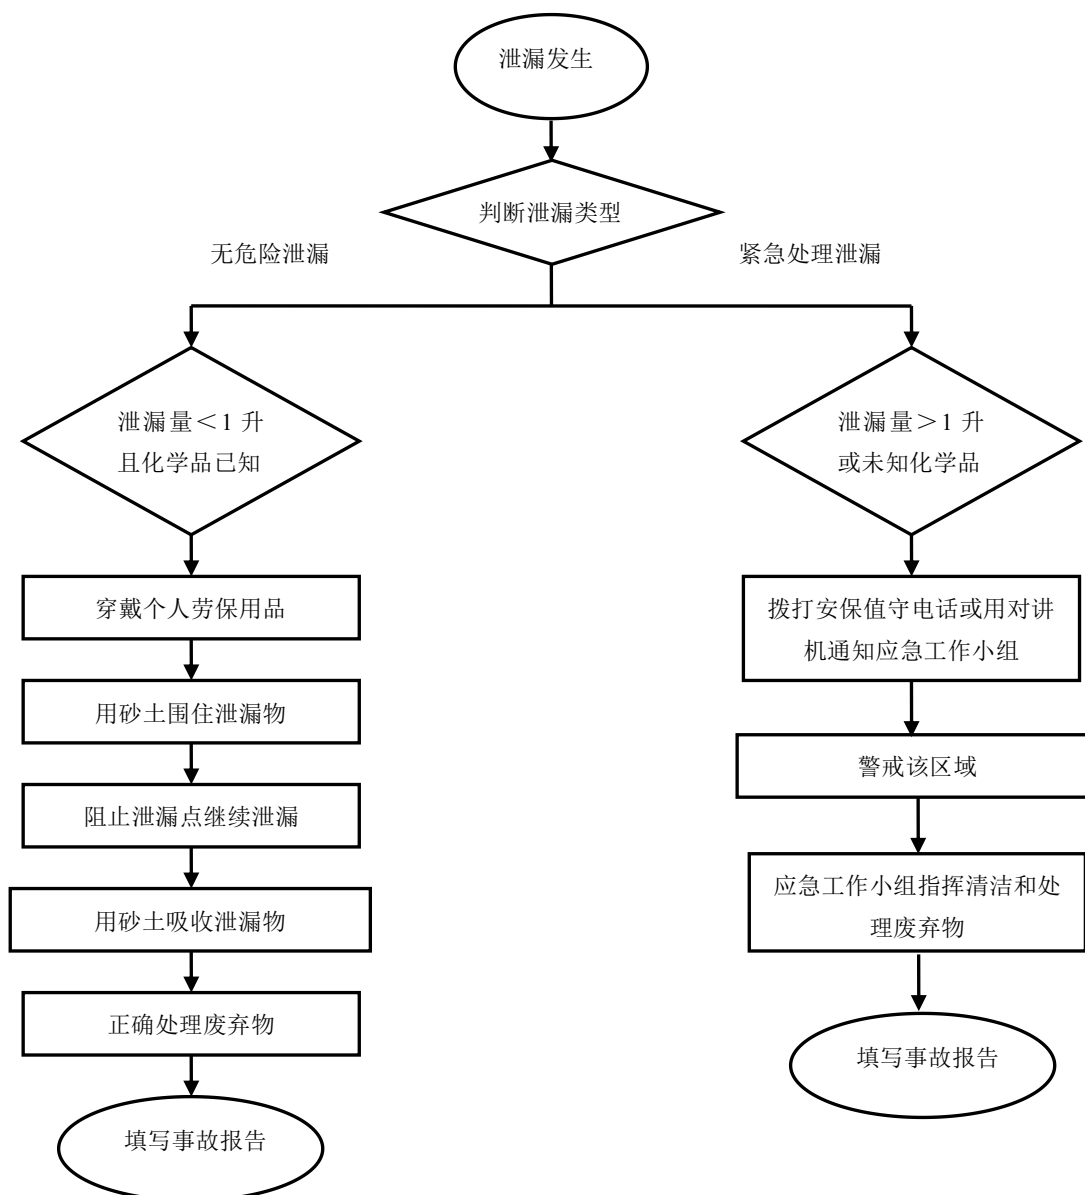 泄漏发生
判断泄漏类型
无危险泄漏
紧急处理泄漏
泄漏量＜1 升
且化学品已知
泄漏量＞1 升
或未知化学品
穿戴个人劳保用品
用砂土围住泄漏物
阻止泄漏点继续泄漏
用砂土吸收泄漏物
正确处理废弃物
填写事故报告
拨打安保值守电话或用对讲
机通知应急工作小组
警戒该区域
应急工作小组指挥清洁和处
理废弃物
填写事故报告